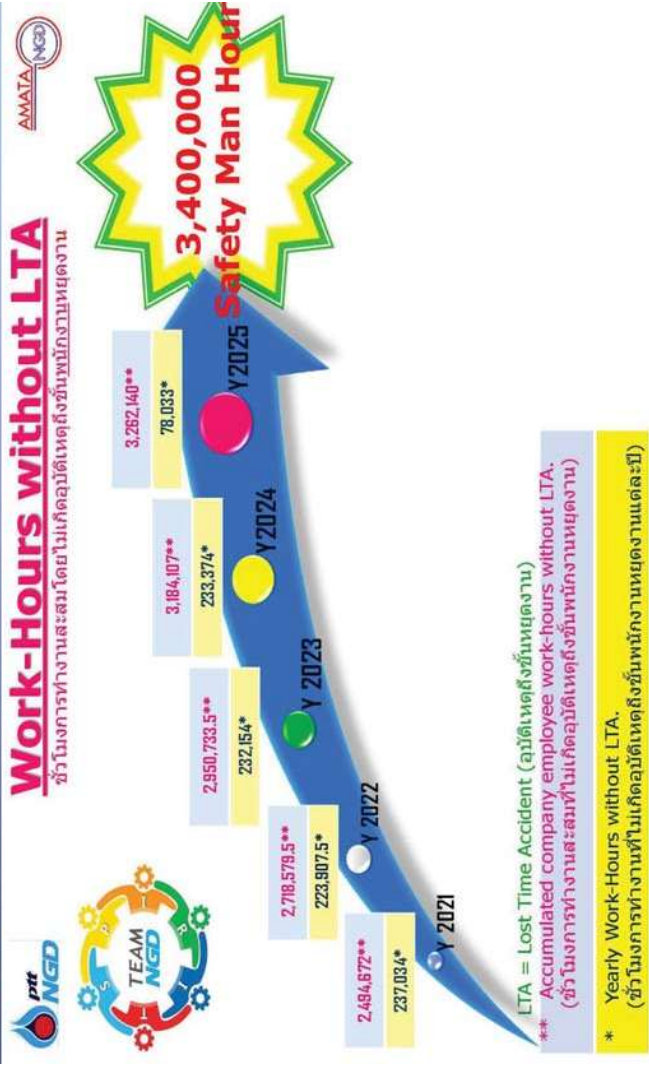 ptt
NGD
Work-Hours without LTA
ชั่วโมงการทำงานสะสมโดยไม่เกิดอุบัติเหตุถึงขั้นพนักงานหยุดงาน
AMATA
NGD
TEAM
NGD
S
P
I
R
I
T
3,400,000
Safety Man Hour
2,494,672**
237,034*
Y 2021
2,718,579.5**
223,907.5*
Y 2022
2,950,733.5**
232,154*
Y 2023
3,184,107**
233,374*
Y2024
3,262,140**
78,033*
Y2025
LTA = Lost Time Accident (อุบัติเหตุถึงขั้นหยุดงาน)
** Accumulated company employee work-hours without LTA.
(ชั่วโมงการทำงานสะสมที่ไม่เกิดอุบัติเหตุถึงขั้นพนักงานหยุดงาน)
* Yearly Work-Hours without LTA.
(ชั่วโมงการทำงานที่ไม่เกิดอุบัติเหตุถึงขั้นพนักงานหยุดงานแต่ละปี)